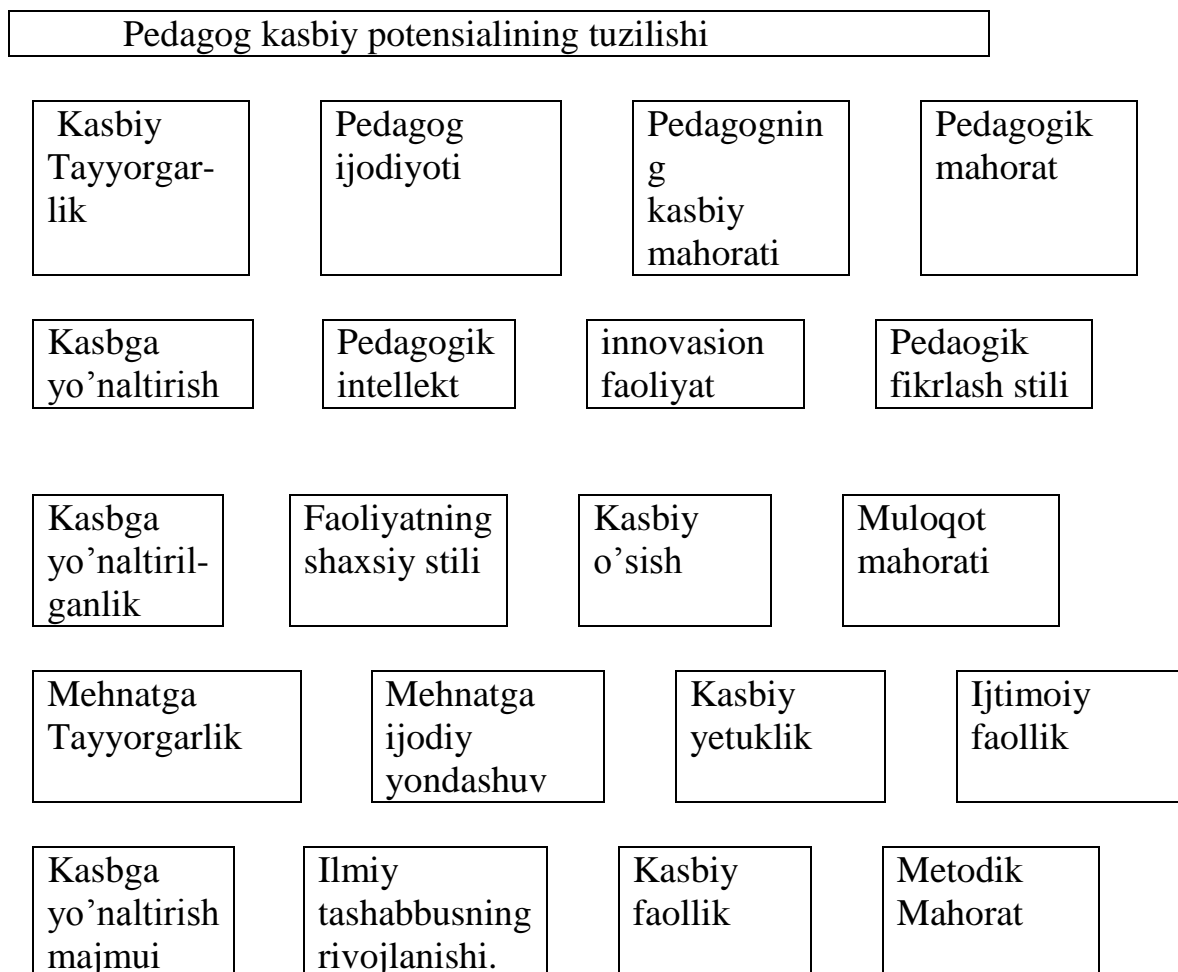 Pedagog kasbiy potensialining tuzilishi
Kasbiy
Tayyorgar-
lik
Pedagog
ijodiyoti
Pedagognin
g
kasbiy
mahorati
Pedagogik
mahorat
Kasbga
yo’naltirish
Pedagogik
intellekt
innovasion
faoliyat
Pedaogik
fikrlash stili
Kasbga
yo’naltiril-
ganlik
Faoliyatning
shaxsiy stili
Kasbiy
o’sish
Muloqot
mahorati
Mehnatga
Tayyorgarlik
Mehnatga
ijodiy
yondashuv
Kasbiy
yetuklik
Ijtimoiy
faollik
Kasbga
yo’naltirish
majmui
Ilmiy
tashabbusning
rivojlanishi.
Kasbiy
faollik
Metodik
Mahorat